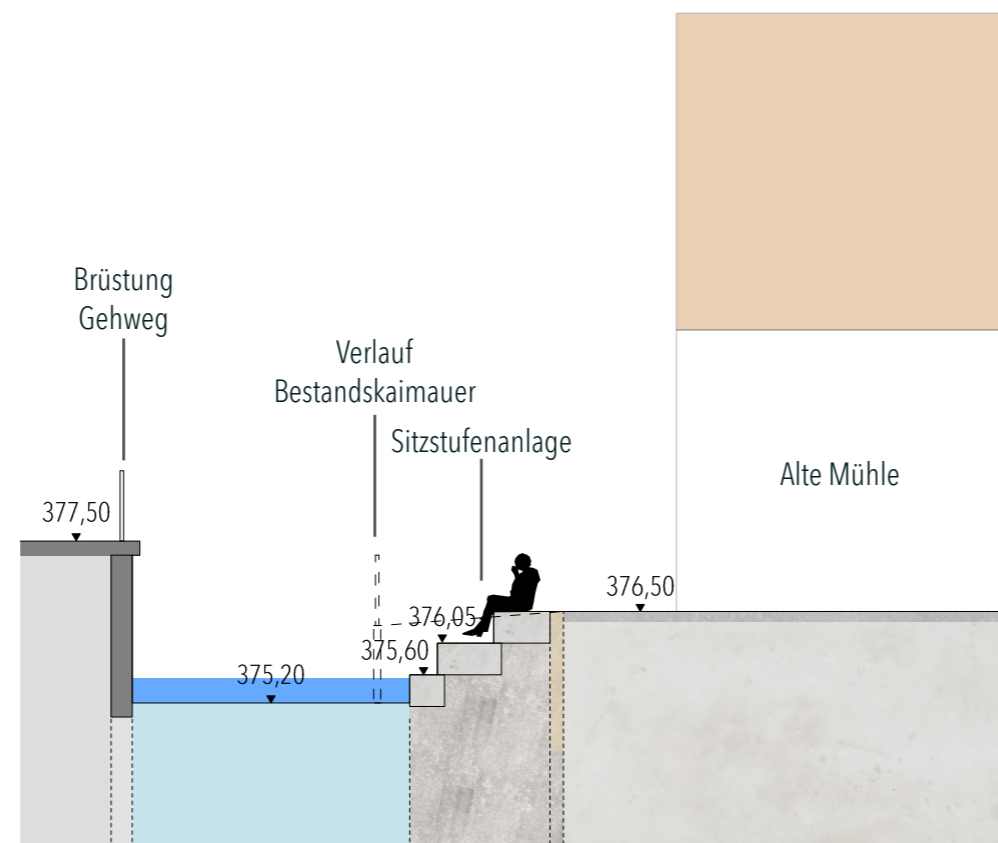 Brüstung
Gehweg
Verlauf
Bestandskaimauer
Sitzstufenanlage
Alte Mühle
377,50
376,50
376,05
375,60
375,20